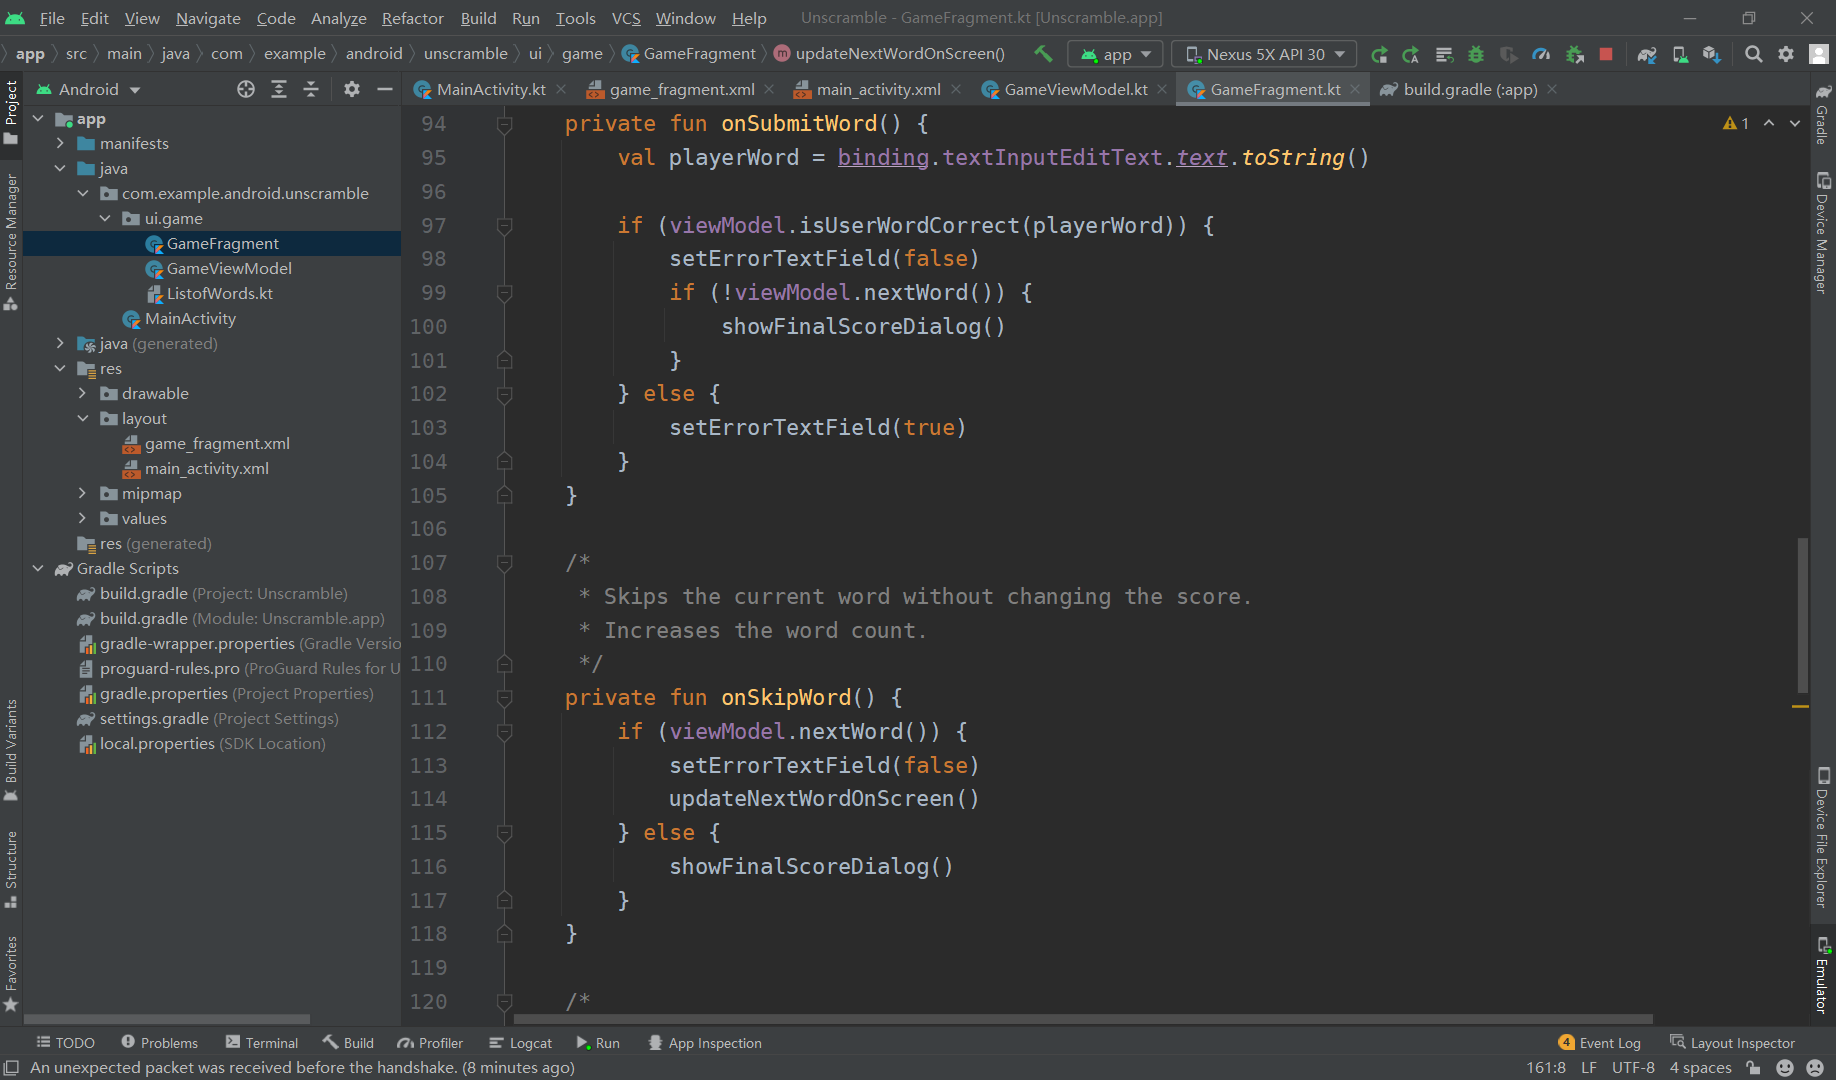 File Edit View Navigate Code Analyze Refactor Build Run Tools VCS Window Help Unscramble - GameFragment.kt [Unscramble.app]
app src main java com example android unscramble ui game GameFragment updateNextWordOnScreen() app Nexus 5X API 30
Android
MainActivity.kt game_fragment.xml main_activity.xml GameViewModel.kt GameFragment.kt build.gradle (:app)
Project
Resource Manager
Build Variants
Structure
Favorites
app
manifests
java
com.example.android.unscramble
ui.game
GameFragment
GameViewModel
ListofWords.kt
MainActivity
java (generated)
res
drawable
layout
game_fragment.xml
main_activity.xml
mipmap
values
res (generated)
Gradle Scripts
build.gradle (Project: Unscramble)
build.gradle (Module: Unscramble.app)
gradle-wrapper.properties (Gradle Versio
proguard-rules.pro (ProGuard Rules for U
gradle.properties (Project Properties)
settings.gradle (Project Settings)
local.properties (SDK Location)
94 private fun onSubmitWord() {
95 val playerWord = binding.textInputEditText.text.toString()
96
97 if (viewModel.isUserWordCorrect(playerWord)) {
98 setErrorTextField(false)
99 if (!viewModel.nextWord()) {
100 showFinalScoreDialog()
101 }
102 } else {
103 setErrorTextField(true)
104 }
105 }
106
107 /*
108 * Skips the current word without changing the score.
109 * Increases the word count.
110 */
111 private fun onSkipWord() {
112 if (viewModel.nextWord()) {
113 setErrorTextField(false)
114 updateNextWordOnScreen()
115 } else {
116 showFinalScoreDialog()
117 }
118 }
119
120 /*
1
Gradle
Device Manager
Device File Explorer
Emulator
TODO Problems Terminal Build Profiler Logcat Run App Inspection 4 Event Log Layout Inspector
An unexpected packet was received before the handshake. (8 minutes ago) 161:8 LF UTF-8 4 spaces